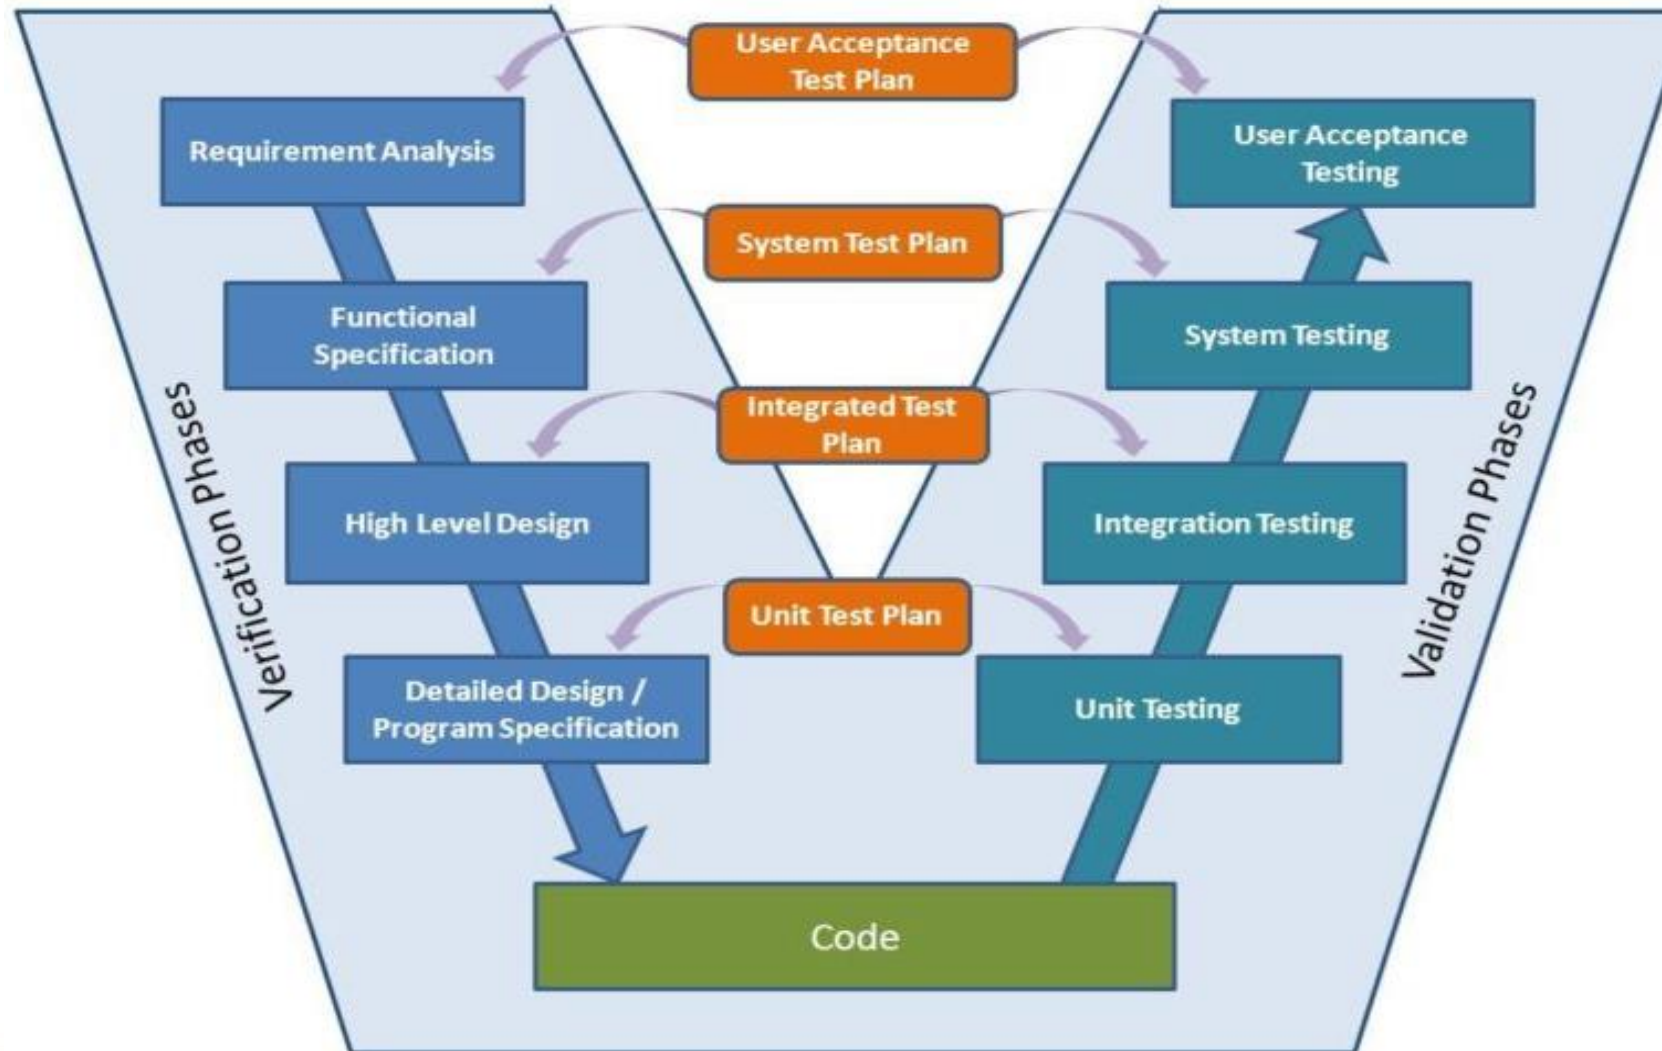 User Acceptance
Test Plan
Requirement Analysis
User Acceptance
Testing
System Test Plan
Functional
Specification
System Testing
Integrated Test
Plan
High Level Design
Integration Testing
Unit Test Plan
Detailed Design /
Program Specification
Unit Testing
Code
Verification Phases
Validation Phases